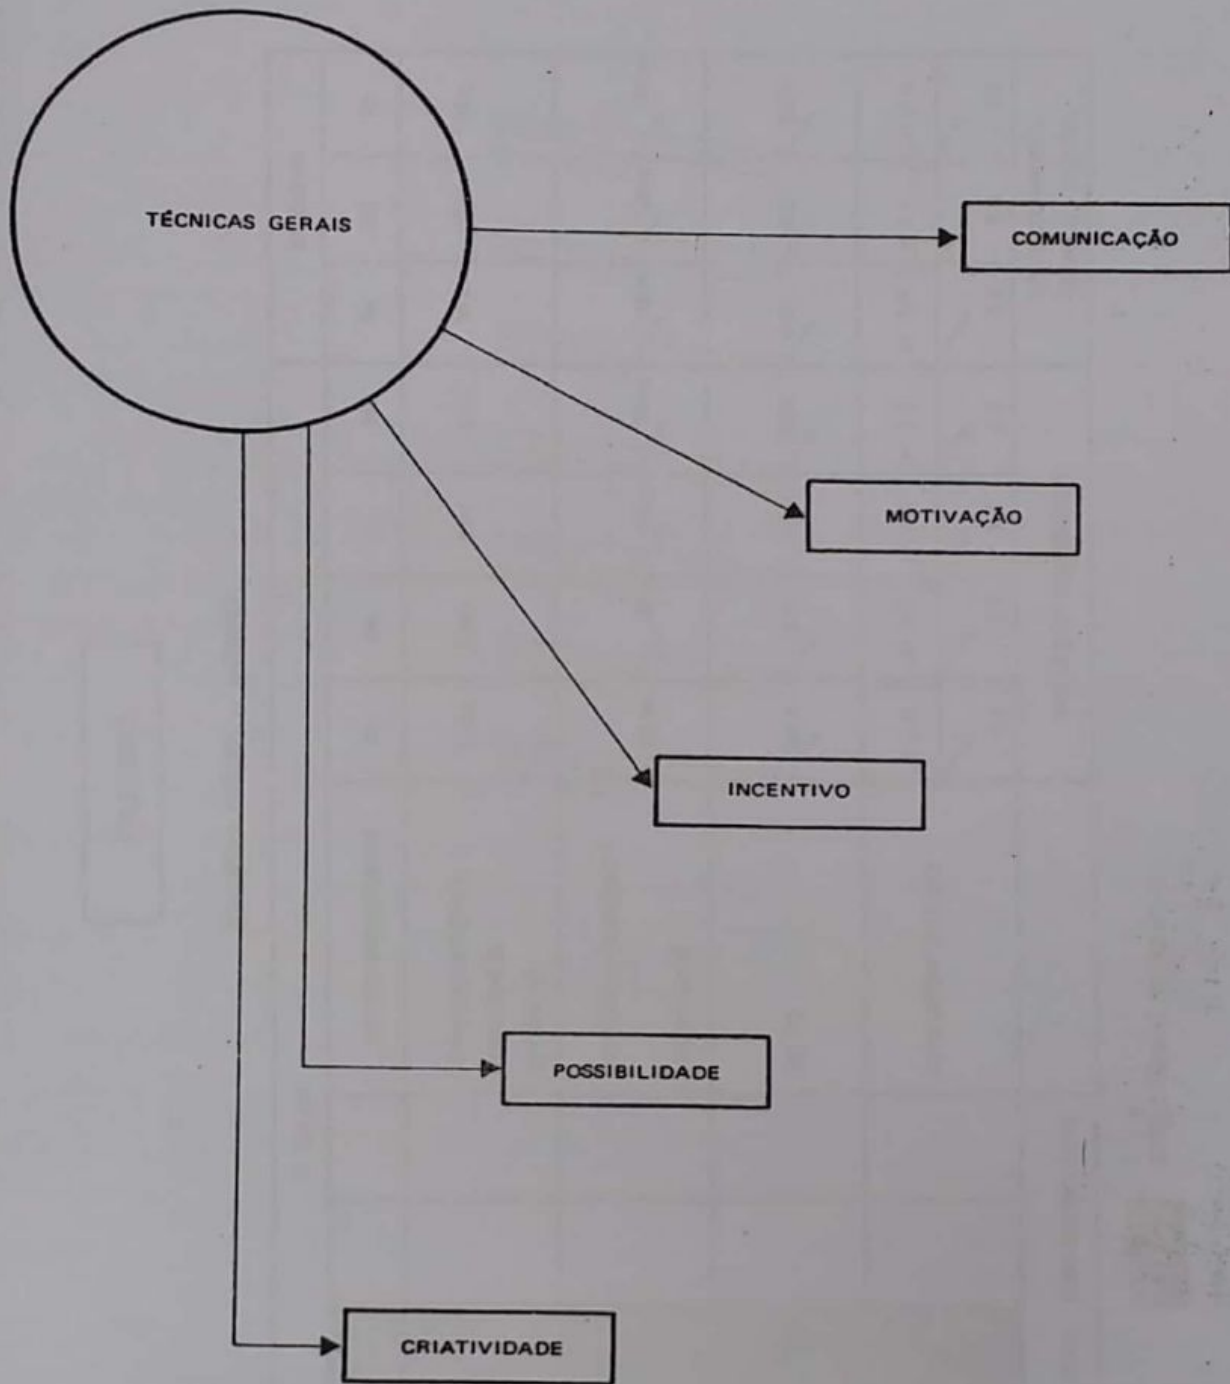 TÉCNICAS GERAIS
COMUNICAÇÃO
MOTIVAÇÃO
INCENTIVO
POSSIBILIDADE
CRIATIVIDADE